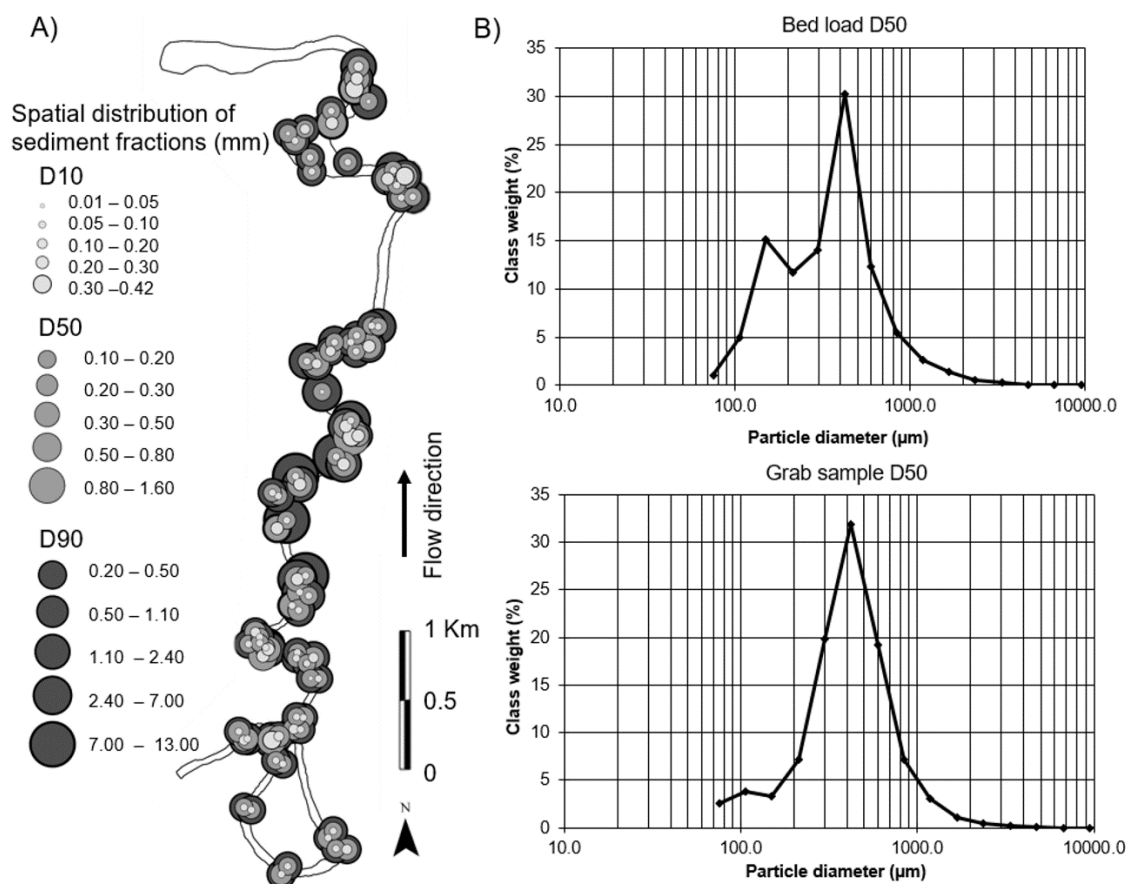 A)
Spatial distribution of
sediment fractions (mm)
D10
0.01 – 0.05
0.05 – 0.10
0.10 – 0.20
0.20 – 0.30
0.30 –0.42
D50
0.10 – 0.20
0.20 – 0.30
0.30 – 0.50
0.50 – 0.80
0.80 – 1.60
D90
0.20 – 0.50
0.50 – 1.10
1.10 – 2.40
2.40 – 7.00
7.00 – 13.00
Flow direction
1 Km
0.5
0
N
B)
Bed load D50
Class weight (%)
35
30
25
20
15
10
5
0
10.0
100.0
1000.0
10000.0
Particle diameter (µm)
Grab sample D50
Class weight (%)
35
30
25
20
15
10
5
0
10.0
100.0
1000.0
10000.0
Particle diameter (µm)